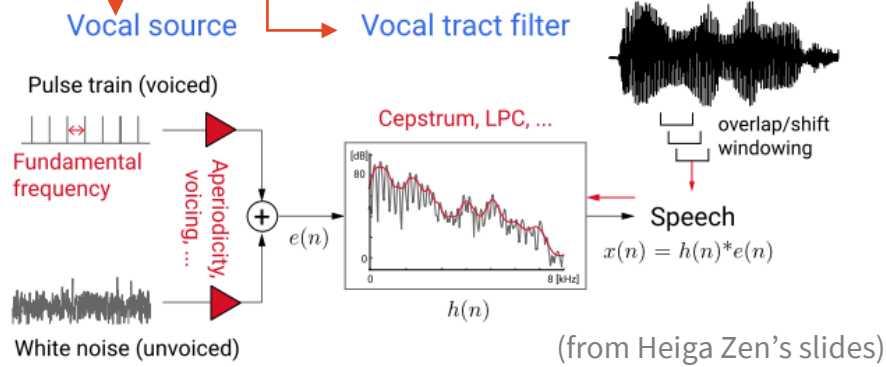 Vocal source
Vocal tract filter
Pulse train (voiced)
Fundamental
frequency
Aperiodicity,
voicing, ...
White noise (unvoiced)
e(n)
Cepstrum, LPC, ...
[dB]
80
0
0
8 [kHz]
h(n)
overlap/shift
windowing
Speech
x(n) = h(n)*e(n)
(from Heiga Zen's slides)